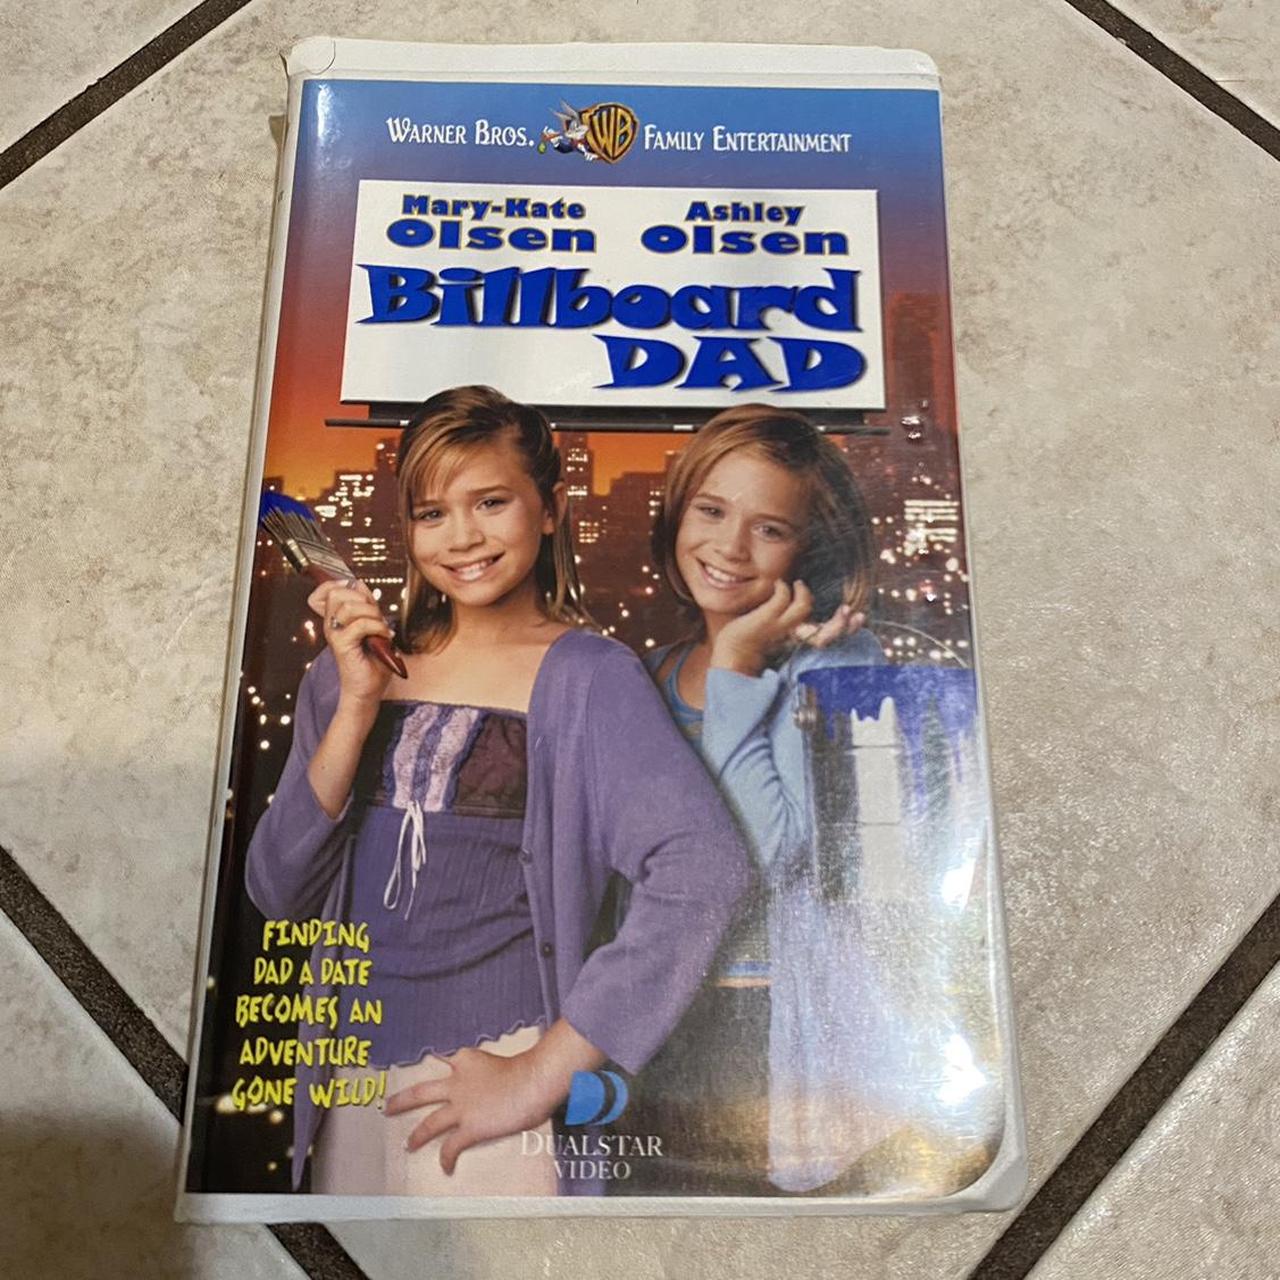 WARNER BROS. WB FAMILY ENTERTAINMENT
Mary-Kate Olsen
Ashley Olsen
Billboard
DAD
FINDING
DAD A DATE
BECOMES AN
ADVENTURE
GONE WILD!
DUALSTAR
VIDEO